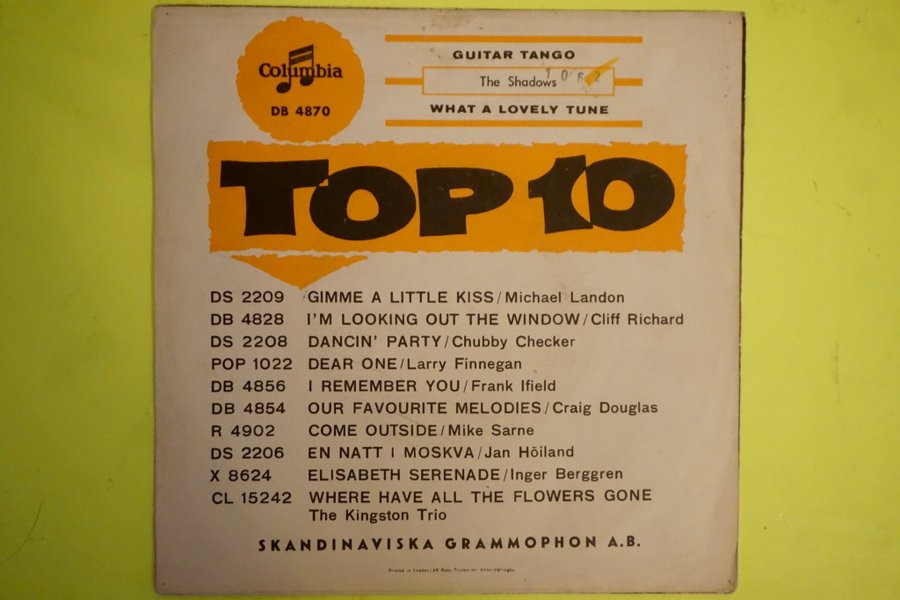 Columbia
DB 4870
GUITAR TANGO
The Shadows
WHAT A LOVELY TUNE
TOP 10
DS 2209 GIMME A LITTLE KISS/Michael Landon
DB 4828 I'M LOOKING OUT THE WINDOW/Cliff Richard
DS 2208 DANCIN' PARTY/Chubby Checker
POP 1022 DEAR ONE/Larry Finnegan
DB 4856 I REMEMBER YOU/Frank Ifield
DB 4854 OUR FAVOURITE MELODIES/Craig Douglas
R 4902 COME OUTSIDE/Mike Sarne
DS 2206 EN NATT I MOSKVA/Jan Höiland
X 8624 ELISABETH SERENADE/Inger Berggren
CL 15242 WHERE HAVE ALL THE FLOWERS GONE
The Kingston Trio
SKANDINAVISKA GRAMMOPHON A.B.
Printed in Sweden/AB